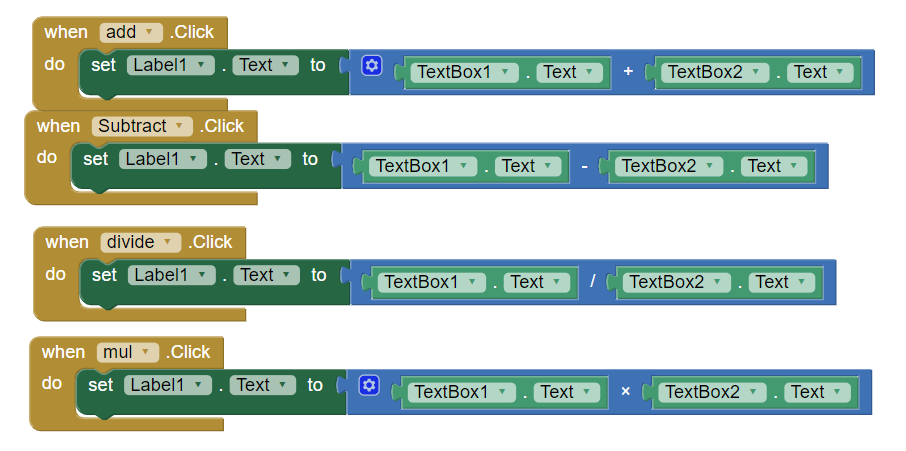 when add .Click
do set Label1 . Text to TextBox1 . Text + TextBox2 . Text
when Subtract .Click
do set Label1 . Text to TextBox1 . Text - TextBox2 . Text
when divide .Click
do set Label1 . Text to TextBox1 . Text / TextBox2 . Text
when mul .Click
do set Label1 . Text to TextBox1 . Text × TextBox2 . Text